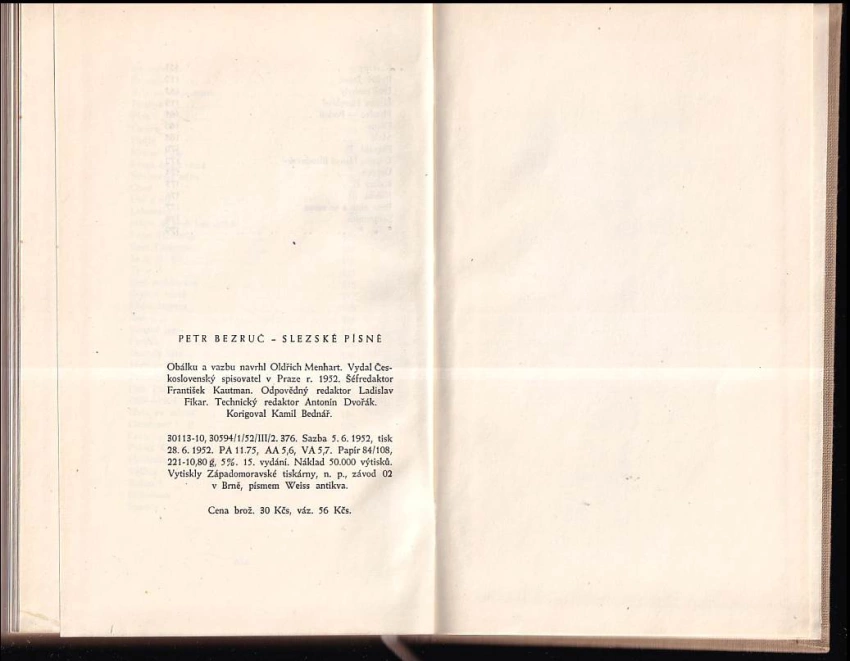 PETR BEZRUČ – SLEZSKÉ PÍSNĚ
Obálku a vazbu navrhl Oldřich Menhart. Vydal Čes-
koslovenský spisovatel v Praze r. 1952. Šéfredaktor
František Kautman. Odpovědný redaktor Ladislav
Fikar. Technický redaktor Antonín Dvořák.
Korigoval Kamil Bednář.
30113-10, 30594/1/52/III/2. 376. Sazba 5. 6. 1952, tisk
28. 6. 1952. PA 11.75, AA 5,6, VA 5,7. Papír 84/108,
221-10,80 g, 5%. 15. vydání. Náklad 50.000 výtisků.
Vytiskly Západomoravské tiskárny, n. p., závod 02
v Brně, písmem Weiss antikva.
Cena brož. 30 Kčs, váz. 56 Kčs.